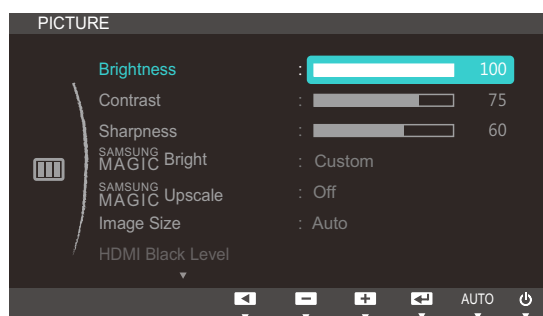 PICTURE
Brightness : 100
Contrast : 75
Sharpness : 60
SAMSUNG MAGIC Bright : Custom
SAMSUNG MAGIC Upscale : Off
Image Size : Auto
HDMI Black Level
AUTO